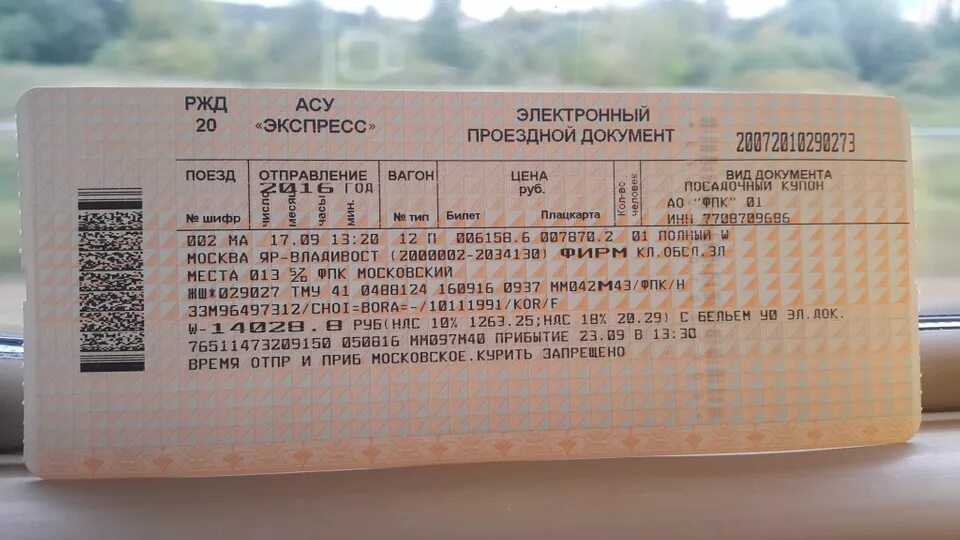 РЖД АСУ ЭЛЕКТРОННЫЙ
20 «ЭКСПРЕСС» ПРОЕЗДНОЙ ДОКУМЕНТ 20072010290273
ПОЕЗД ОТПРАВЛЕНИЕ ВАГОН ЦЕНА Кол-во человек ВИД ДОКУМЕНТА
2016 ГОД руб. ПОСАДОЧНЫЙ КУПОН
число месяц часы мин. АО "ФПК" 01
№ шифр № тип Билет Плацкарта ИНН 7708709686
002 МА 17.09 13:20 12 П 006158.6 007870.2 01 ПОЛНЫЙ W
МОСКВА ЯР-ВЛАДИВОСТ (2000002-2034130) ФИРМ КЛ.ОБСЛ.3Л
МЕСТА 013 ФПК МОСКОВСКИЙ
ЖШ*029027 ТМУ 41 0488124 160916 0937 ММ042М43/ФПК/Н
33М96497312/CHOI=BORA=-/10111991/KOR/F
W-14028.8 РУБ(НДС 10% 1263.25;НДС 18% 20.29) С БЕЛЬЕМ У0 ЭЛ.ДОК.
76511473209150 050816 ММ097М40 ПРИБЫТИЕ 23.09 В 13:30
ВРЕМЯ ОТПР И ПРИБ МОСКОВСКОЕ.КУРИТЬ ЗАПРЕЩЕНО